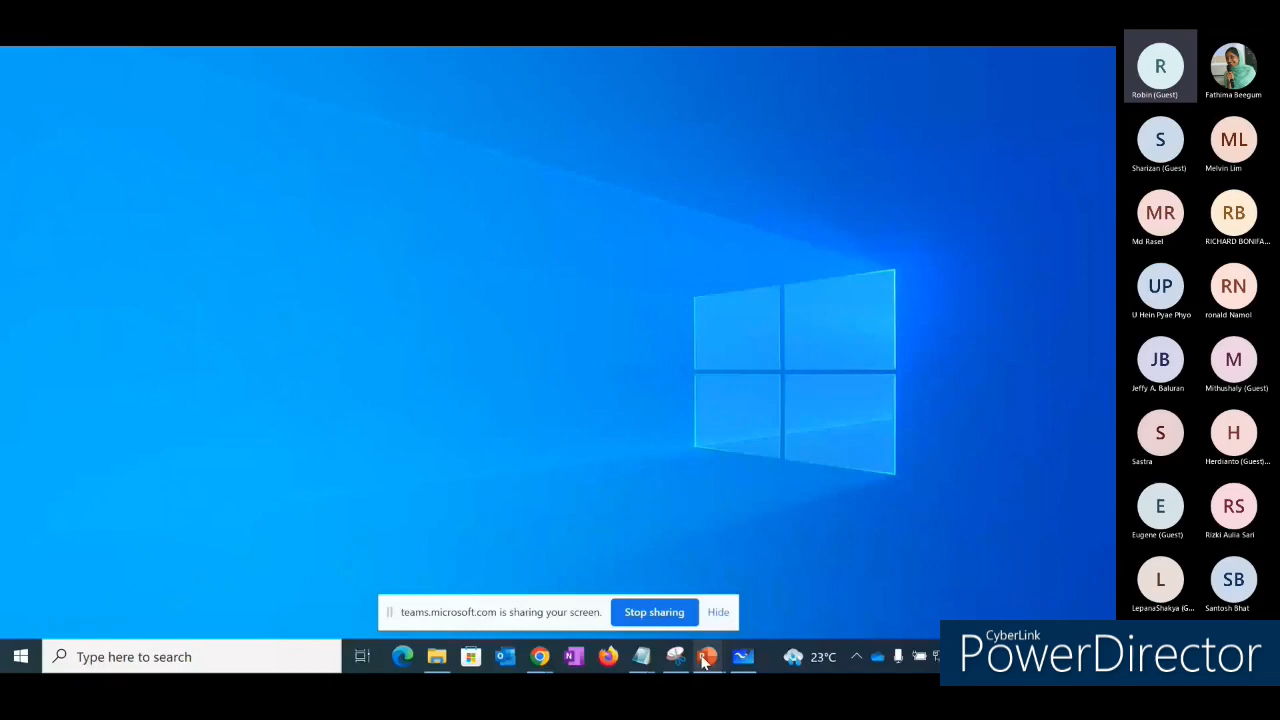 R
Robin (Guest)
Fathima Beegum
S
Sharizan (Guest)
ML
Melvin Lim
MR
Md Rasel
RB
RICHARD BONIFA...
UP
U Hein Pyae Phyo
RN
ronald Namol
JB
Jeffy A. Baluran
M
Mithushaly (Guest)
S
Sastra
H
Herdianto (Guest)...
E
Eugene (Guest)
RS
Rizki Aulia Sari
L
LepanaShakya (G...
SB
Santosh Bhat
teams.microsoft.com is sharing your screen.
Stop sharing
Hide
Type here to search
23°C
CyberLink
PowerDirector